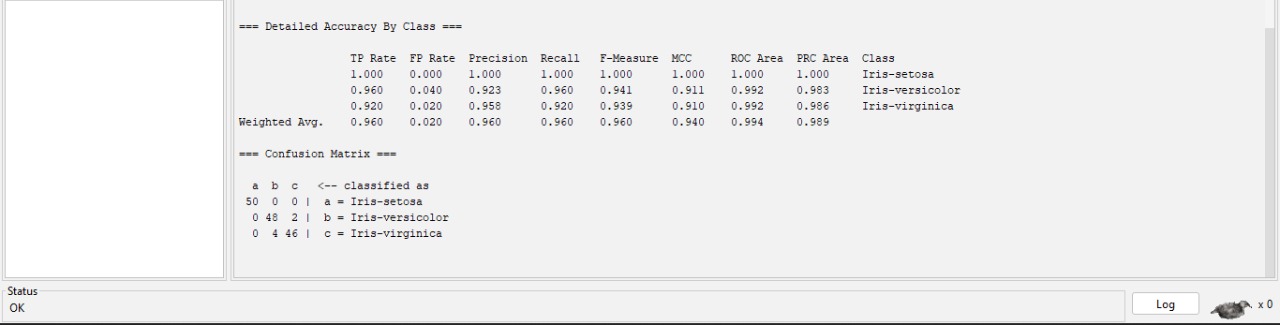 === Detailed Accuracy By Class ===
                 TP Rate  FP Rate  Precision  Recall   F-Measure  MCC      ROC Area  PRC Area  Class
                 1.000    0.000    1.000      1.000    1.000      1.000    1.000     1.000     Iris-setosa
                 0.960    0.040    0.923      0.960    0.941      0.911    0.992     0.983     Iris-versicolor
                 0.920    0.020    0.958      0.920    0.939      0.910    0.992     0.986     Iris-virginica
Weighted Avg.    0.960    0.020    0.960      0.960    0.960      0.940    0.994     0.989
=== Confusion Matrix ===
  a  b  c   <-- classified as
 50  0  0 |  a = Iris-setosa
  0 48  2 |  b = Iris-versicolor
  0  4 46 |  c = Iris-virginica
Status
OK
Log
x 0